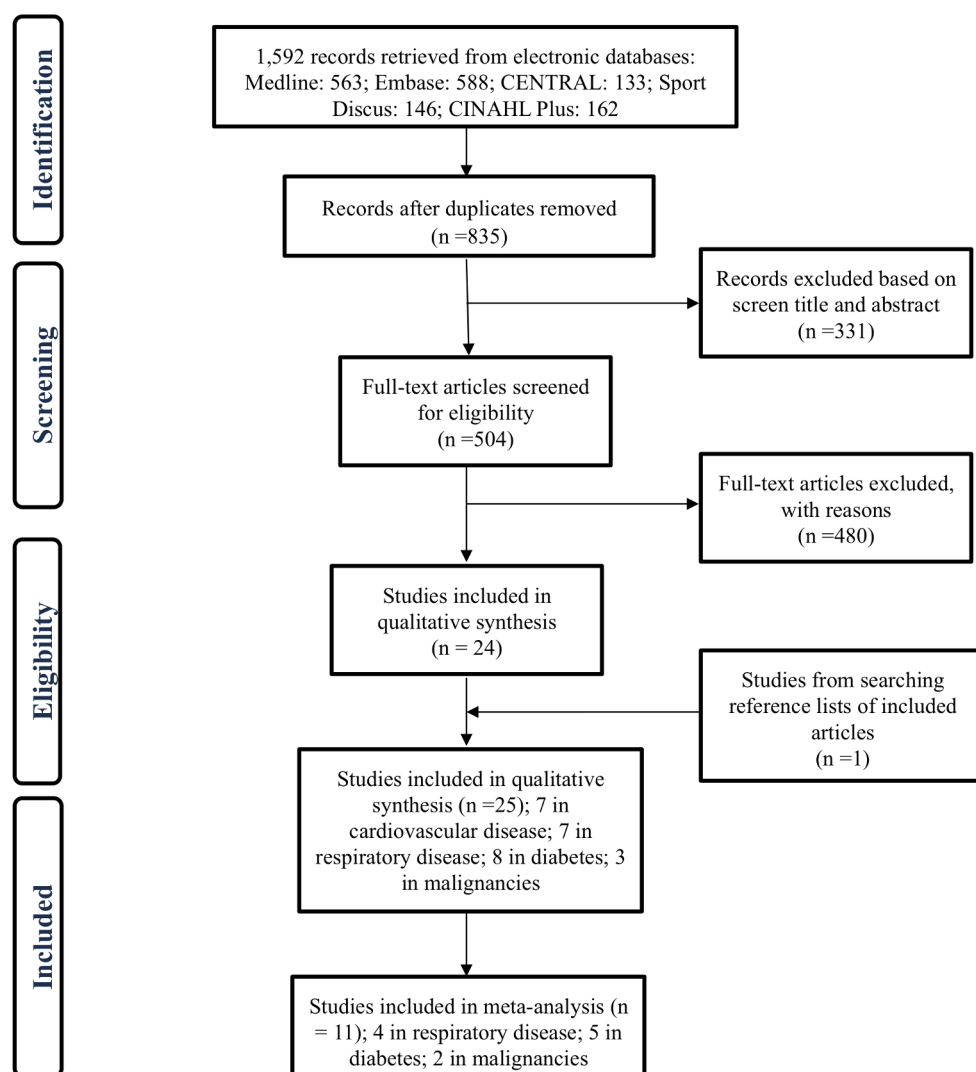 Identification
1,592 records retrieved from electronic databases:
Medline: 563; Embase: 588; CENTRAL: 133; Sport
Discus: 146; CINAHL Plus: 162
Records after duplicates removed
(n =835)
Screening
Records excluded based on
screen title and abstract
(n =331)
Full-text articles screened
for eligibility
(n =504)
Full-text articles excluded,
with reasons
(n =480)
Eligibility
Studies included in
qualitative synthesis
(n = 24)
Studies from searching
reference lists of included
articles
(n =1)
Included
Studies included in qualitative
synthesis (n =25); 7 in
cardiovascular disease; 7 in
respiratory disease; 8 in diabetes; 3
in malignancies
Studies included in meta-analysis (n
= 11); 4 in respiratory disease; 5 in
diabetes; 2 in malignancies